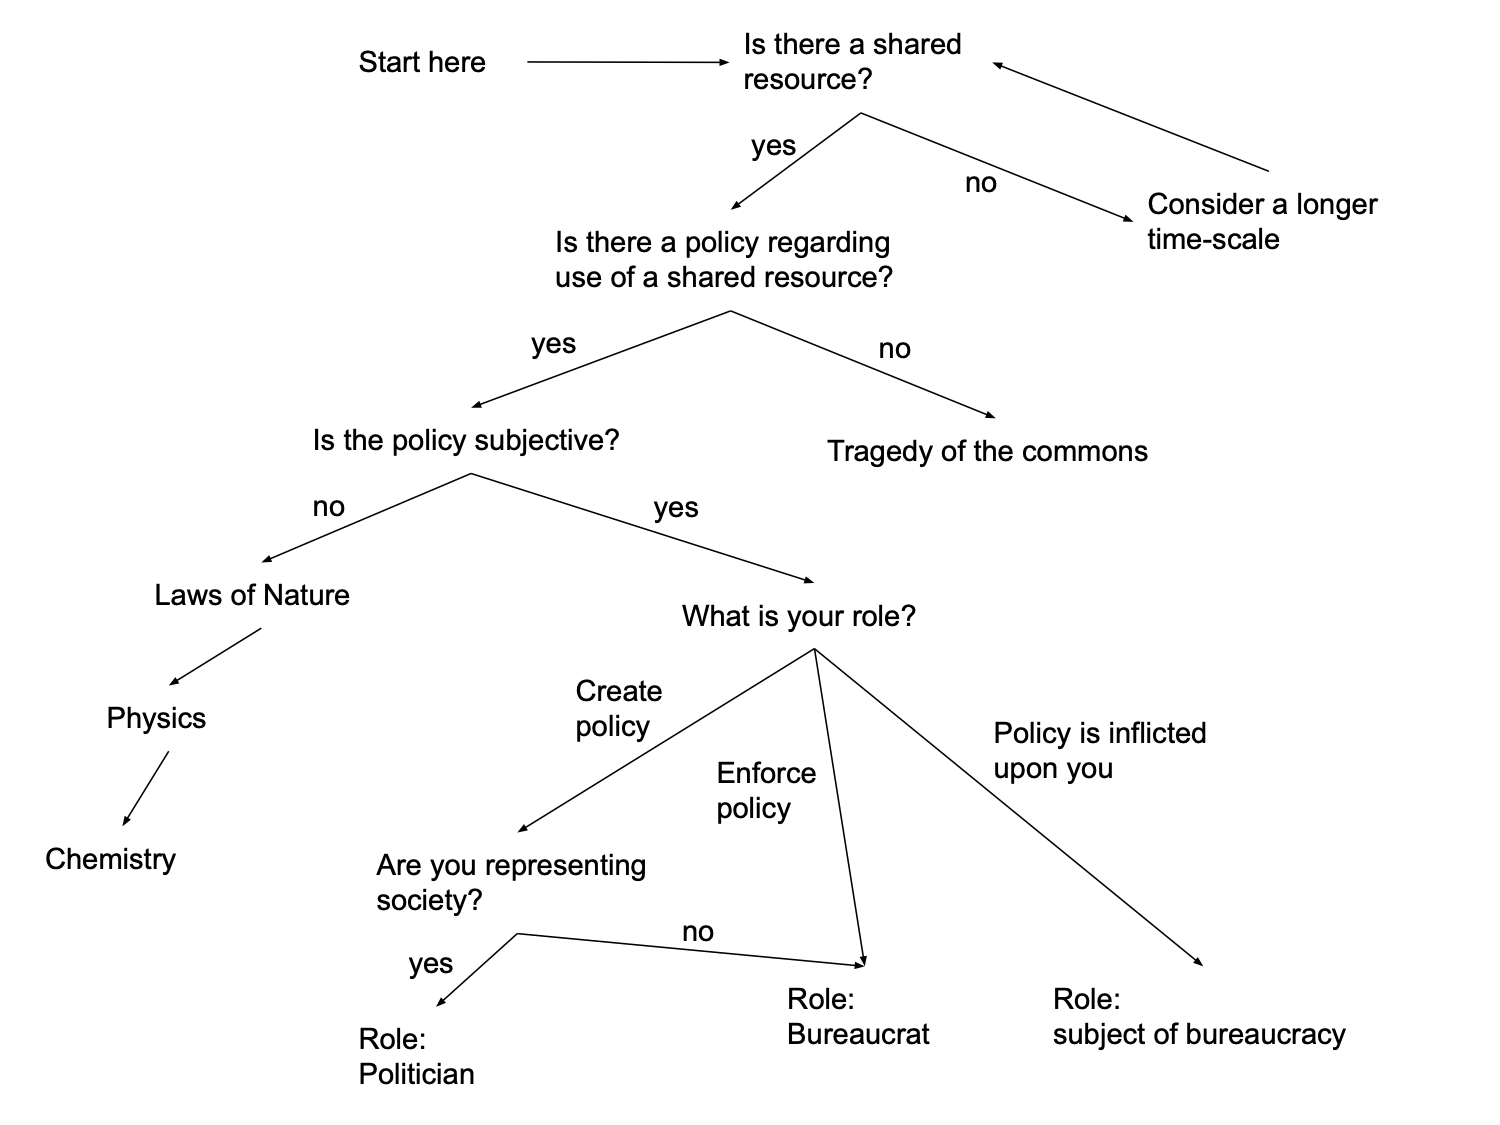 Start here
Is there a shared
resource?
yes
no
Consider a longer
time-scale
Is there a policy regarding
use of a shared resource?
yes
no
Is the policy subjective?
Tragedy of the commons
no
yes
Laws of Nature
What is your role?
Physics
Create
policy
Enforce
policy
Policy is inflicted
upon you
Chemistry
Are you representing
society?
yes
no
Role:
Politician
Role:
Bureaucrat
Role:
subject of bureaucracy